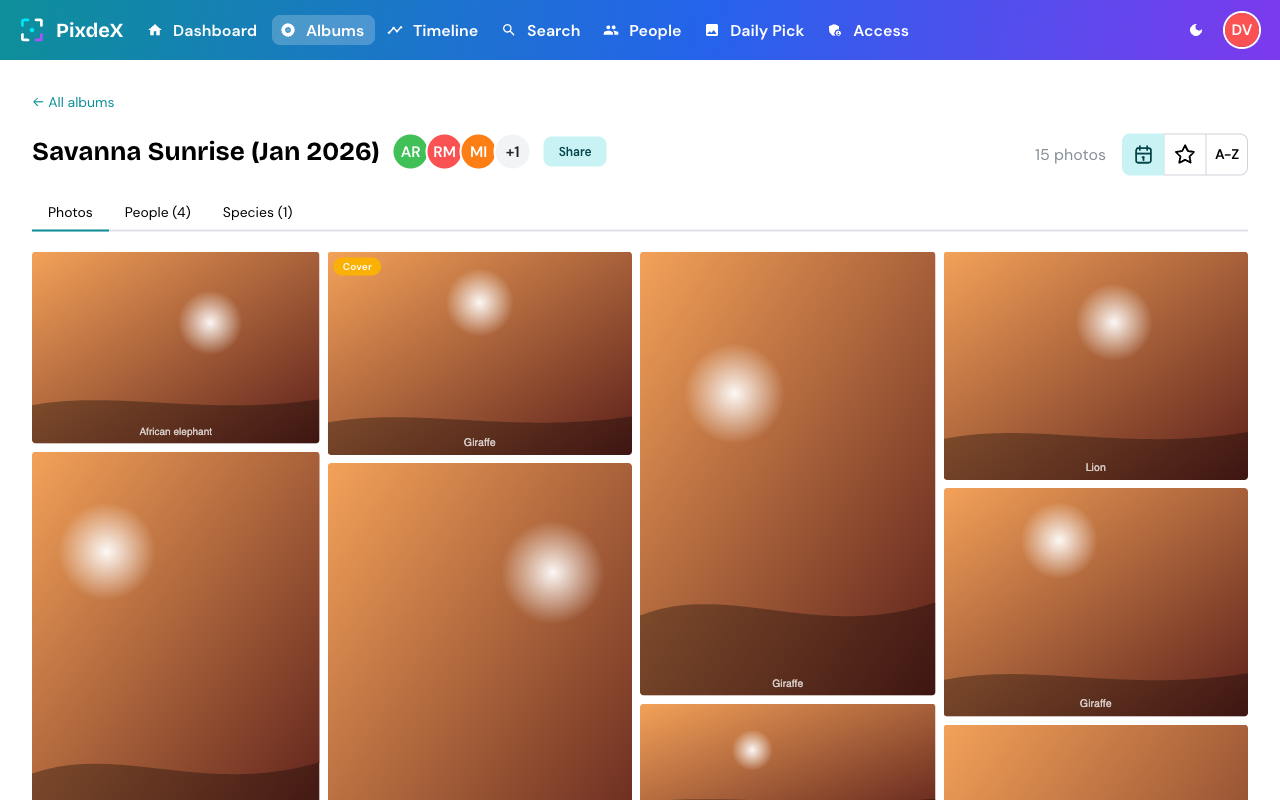 PixdeX Dashboard Albums Timeline Search People Daily Pick Access DV
← All albums
Savanna Sunrise (Jan 2026) AR RM MI +1 Share 15 photos A-Z
Photos People (4) Species (1)
Cover
African elephant
Giraffe
Lion
Giraffe
Giraffe